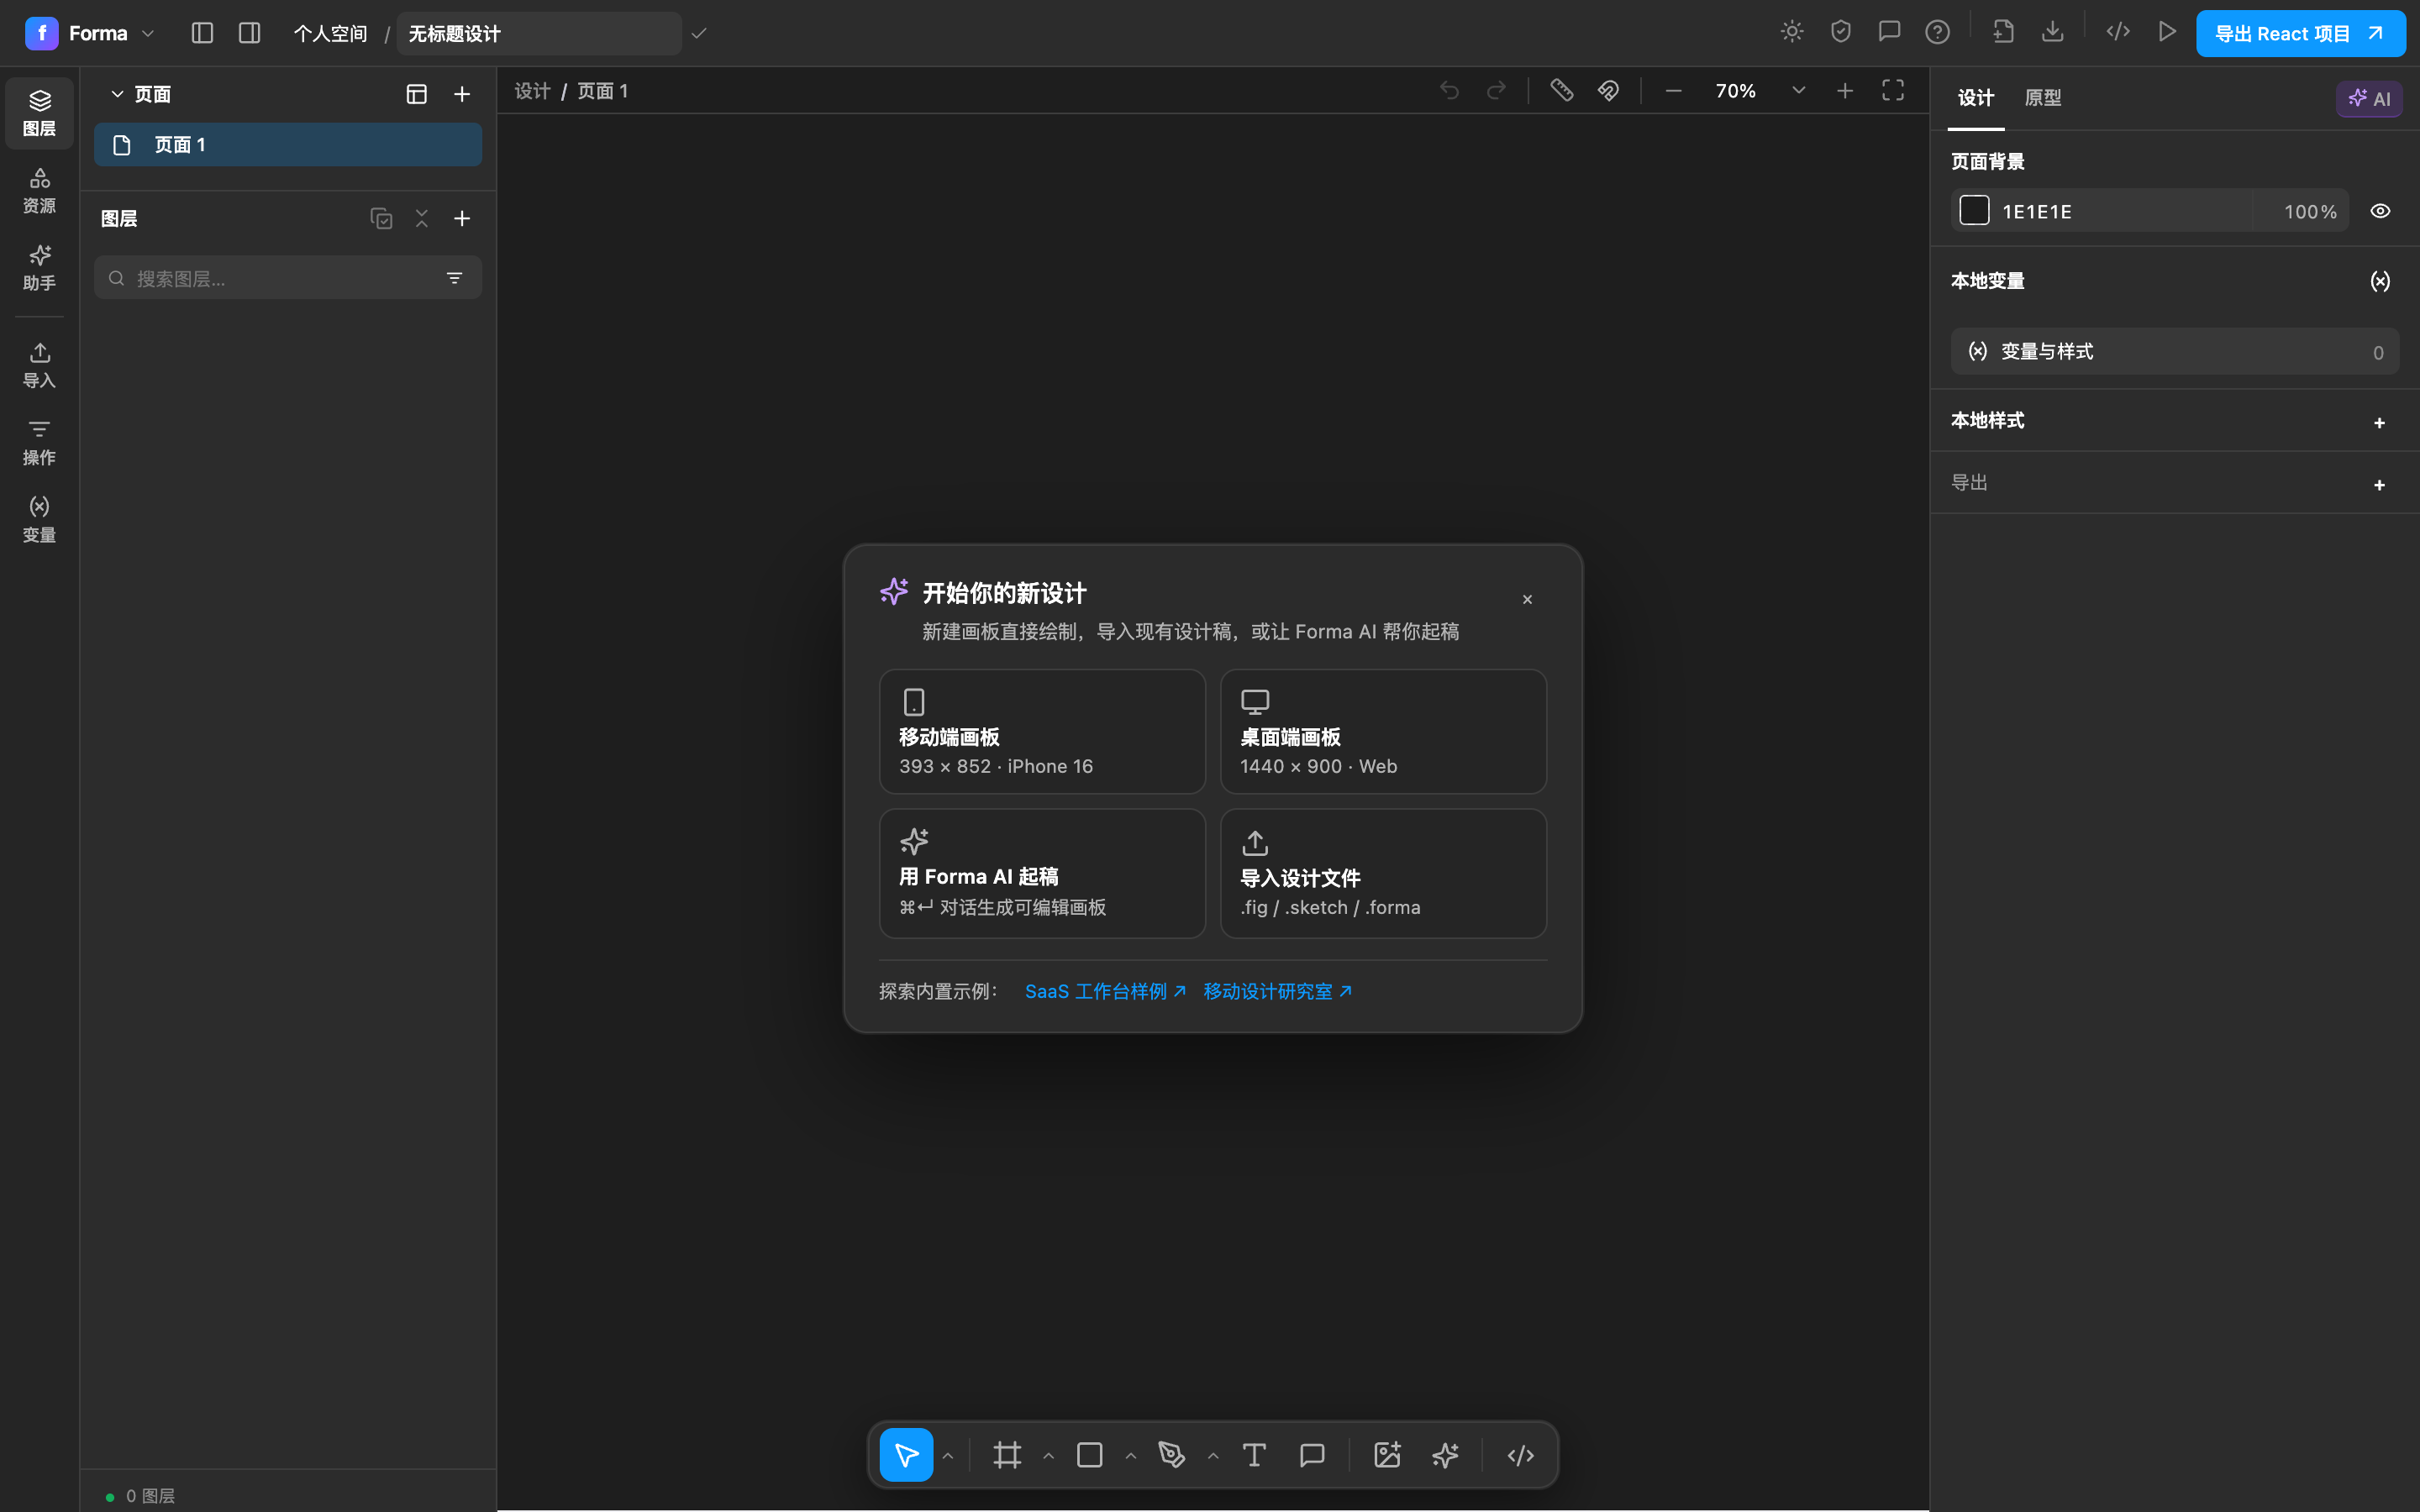 f Forma 个人空间 / 无标题设计 导出 React 项目
图层
资源
助手
导入
操作
变量
页面
页面 1
图层
搜索图层...
0 图层
设计 / 页面 1 70%
开始你的新设计
新建画板直接绘制，导入现有设计稿，或让 Forma AI 帮你起稿
移动端画板
393 × 852 · iPhone 16
桌面端画板
1440 × 900 · Web
用 Forma AI 起稿
⌘↵ 对话生成可编辑画板
导入设计文件
.fig / .sketch / .forma
探索内置示例： SaaS 工作台样例 ↗ 移动设计研究室 ↗
设计 原型 AI
页面背景
1E1E1E 100%
本地变量
变量与样式 0
本地样式
导出